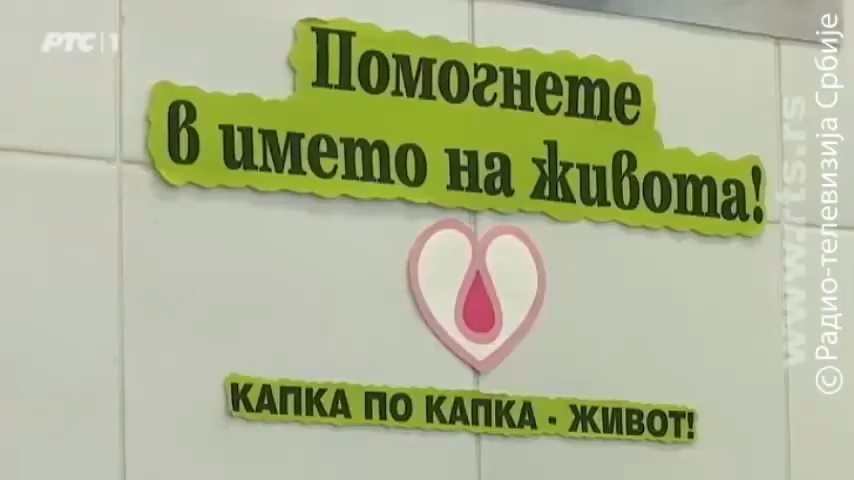 РТС|1
Помогнете
в името на живота!
КАПКА ПО КАПКА - ЖИВОТ!
www.rts.rs
© Радио-телевизија Србије